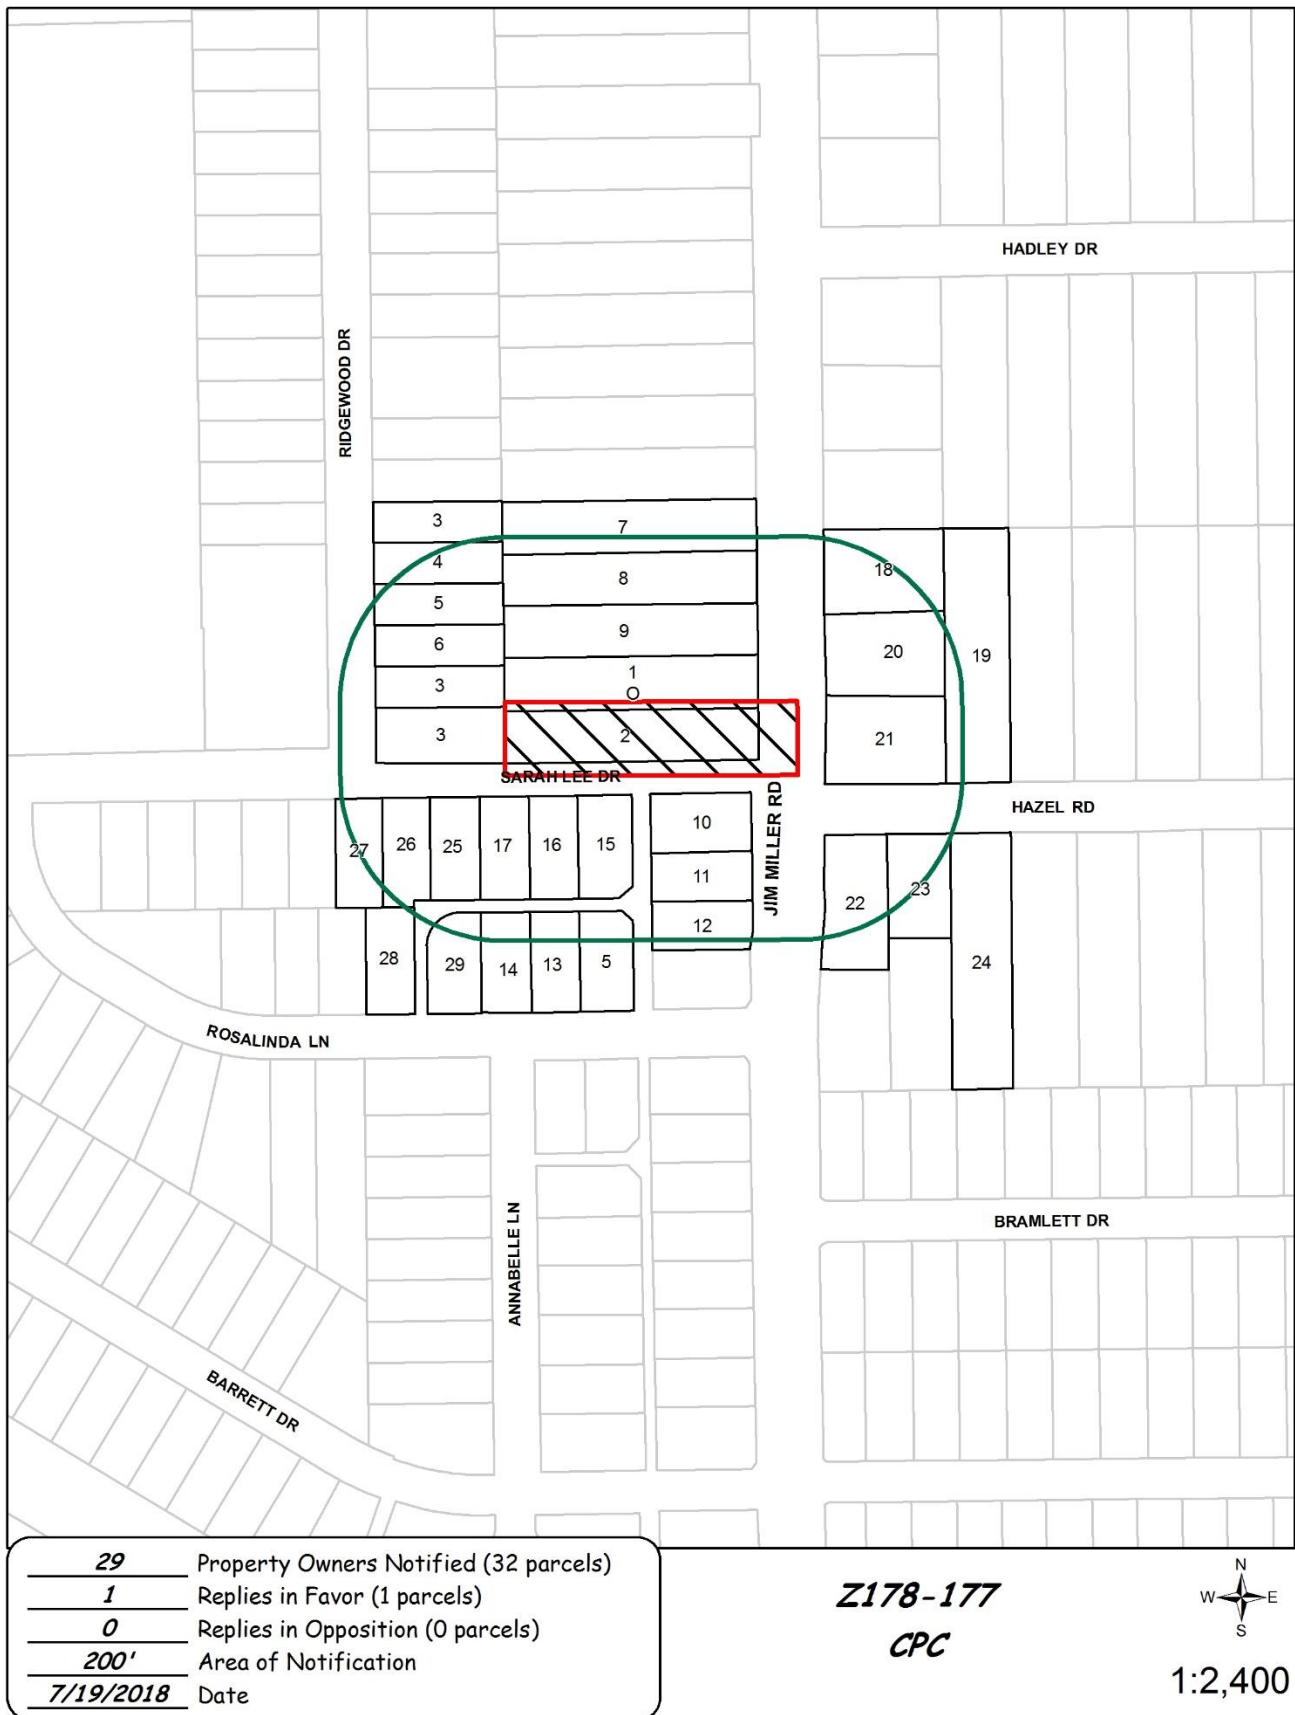 HADLEY DR
RIDGEWOOD DR
3
7
4
18
8
5
9
6
20
19
1
3
O
3
2
21
SARAH LEE DR
HAZEL RD
JIM MILLER RD
10
27
26
25
17
16
15
11
23
22
12
28
29
14
13
5
24
ROSALINDA LN
ANNABELLE LN
BRAMLETT DR
BARRETT DR
29 Property Owners Notified (32 parcels)
1 Replies in Favor (1 parcels)
0 Replies in Opposition (0 parcels)
200' Area of Notification
7/19/2018 Date
Z178-177
CPC
N
W E
S
1:2,400